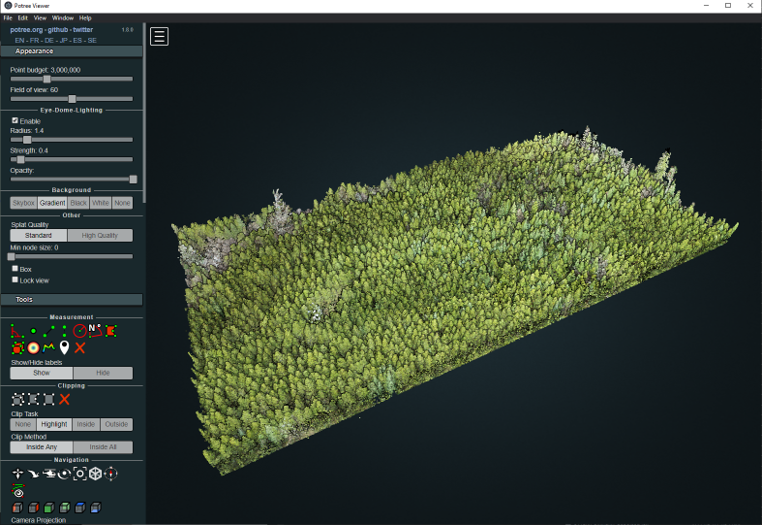 Potree Viewer
File Edit View Window Help
potree.org - github - twitter 1.8.0
EN - FR - DE - JP - ES - SE
Appearance
Point budget: 3,000,000
Field of view: 60
Eye-Dome-Lighting
Enable
Radius: 1.4
Strength: 0.4
Opacity:
Background
Skybox Gradient Black White None
Other
Splat Quality
Standard High Quality
Min node size: 0
Box
Lock view
Tools
Measurement
N
Show/Hide labels
Show Hide
Clipping
Clip Task
None Highlight Inside Outside
Clip Method
Inside Any Inside All
Navigation
Camera Projection